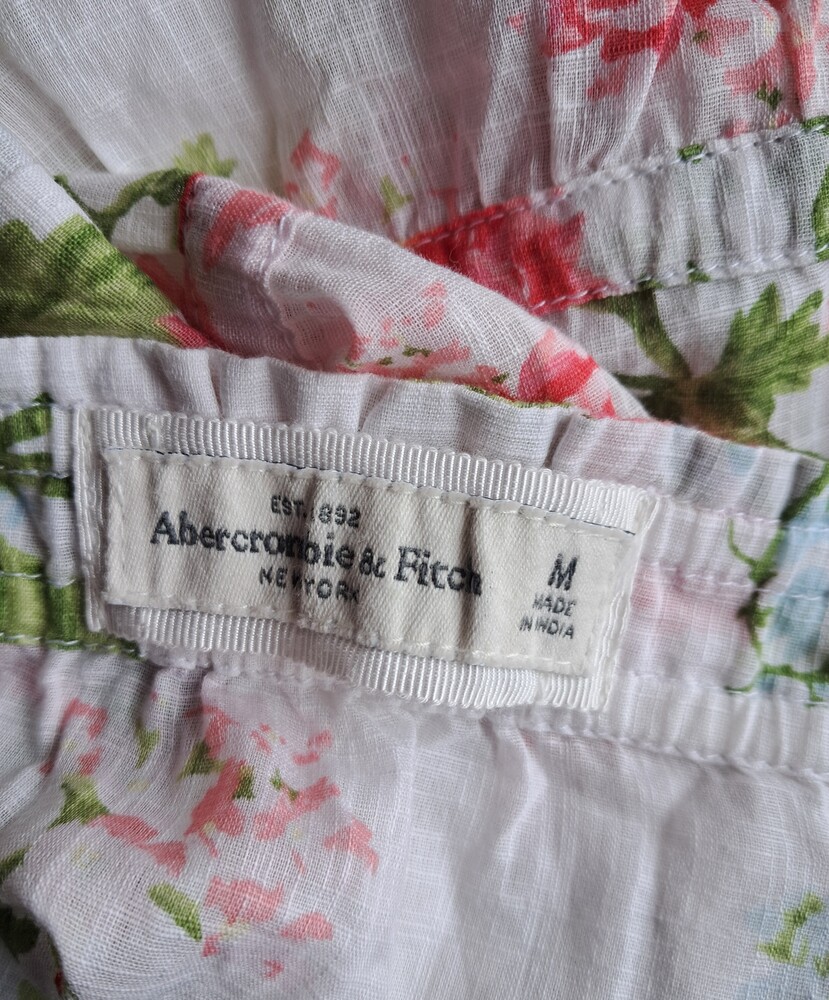 EST. 1892
Abercrombie & Fitch
NEW YORK
M
MADE
IN INDIA